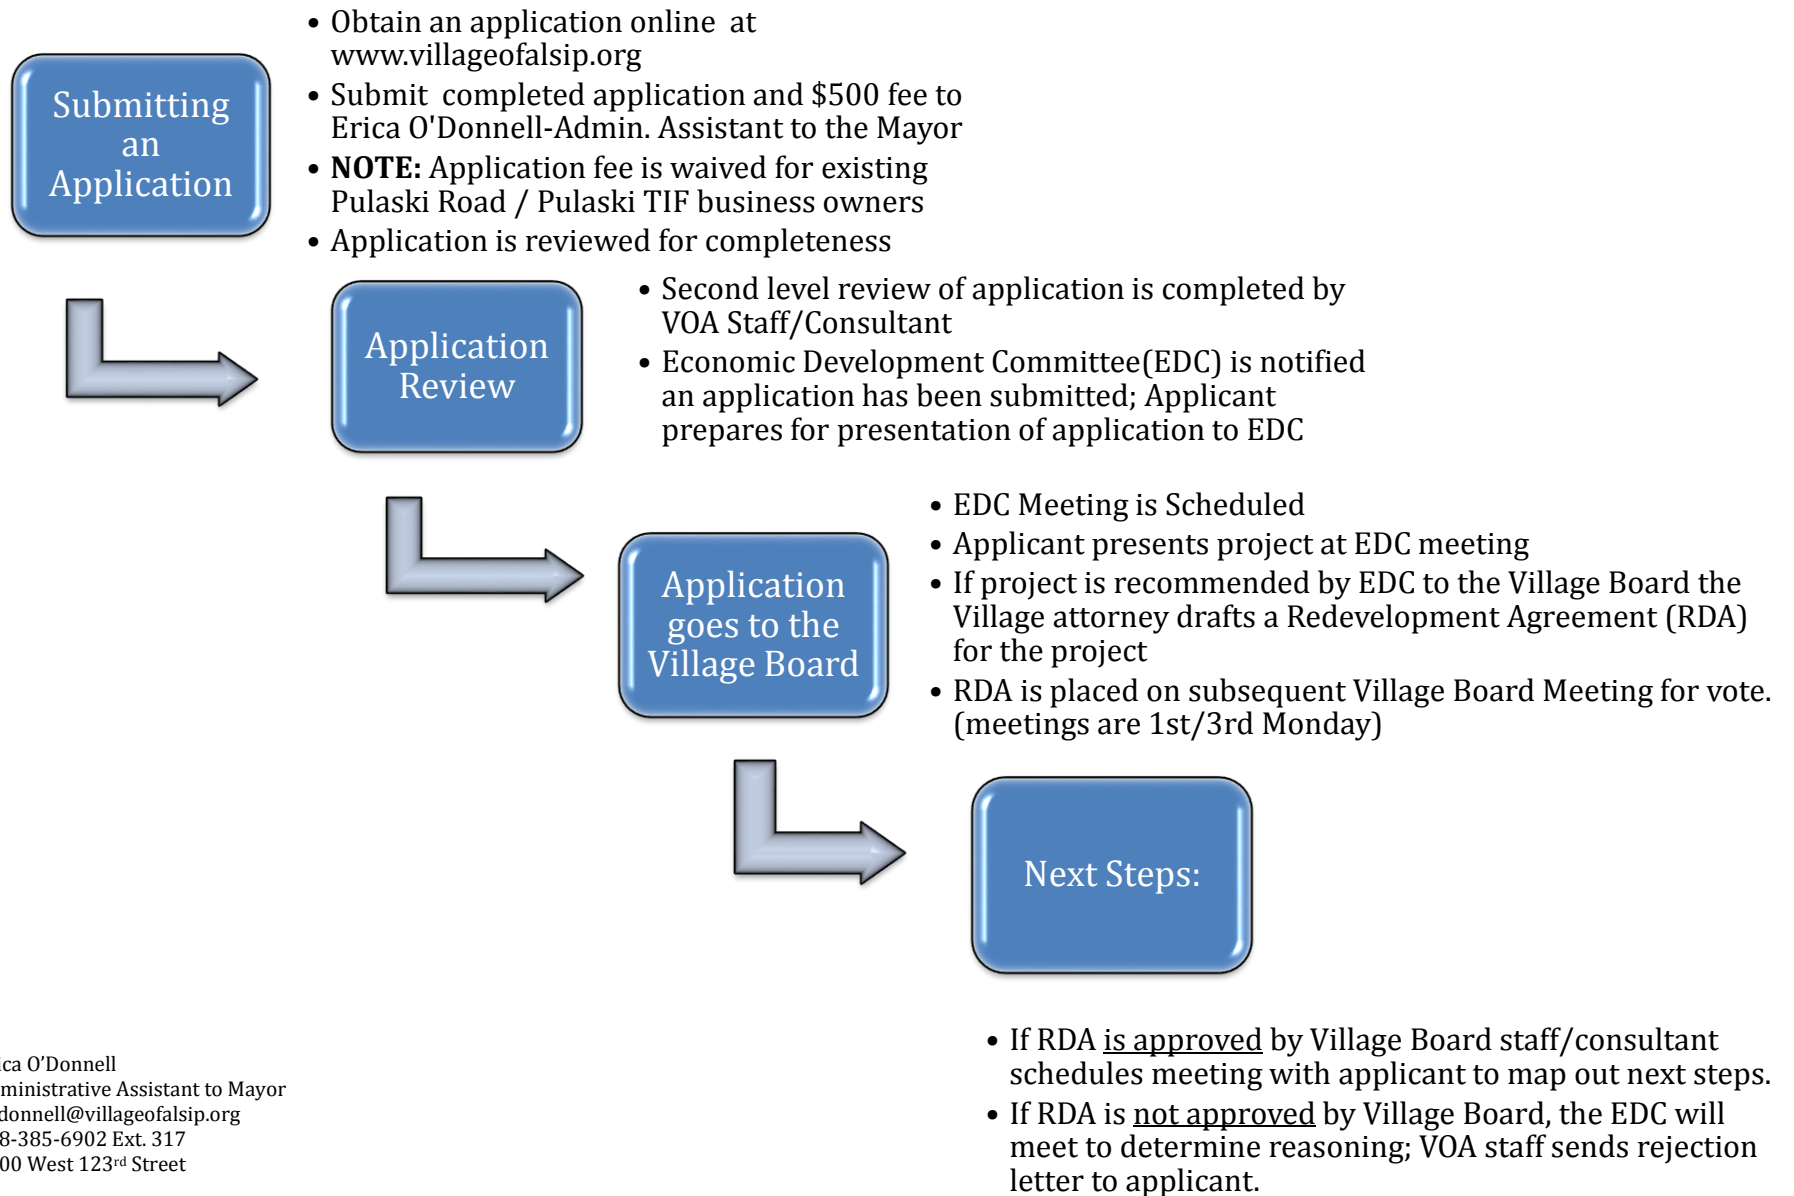 Submitting
an
Application
• Obtain an application online  at
www.villageofalsip.org
• Submit  completed application and $500 fee to
Erica O'Donnell-Admin. Assistant to the Mayor
• NOTE: Application fee is waived for existing
Pulaski Road / Pulaski TIF business owners
• Application is reviewed for completeness
Application
Review
• Second level review of application is completed by
VOA Staff/Consultant
• Economic Development Committee(EDC) is notified
an application has been submitted; Applicant
prepares for presentation of application to EDC
Application
goes to the
Village Board
• EDC Meeting is Scheduled
• Applicant presents project at EDC meeting
• If project is recommended by EDC to the Village Board the
Village attorney drafts a Redevelopment Agreement (RDA)
for the project
• RDA is placed on subsequent Village Board Meeting for vote.
(meetings are 1st/3rd Monday)
Next Steps:
• If RDA is approved by Village Board staff/consultant
schedules meeting with applicant to map out next steps.
• If RDA is not approved by Village Board, the EDC will
meet to determine reasoning; VOA staff sends rejection
letter to applicant.
ica O’Donnell
ministrative Assistant to Mayor
donnell@villageofalsip.org
8-385-6902 Ext. 317
00 West 123rd Street